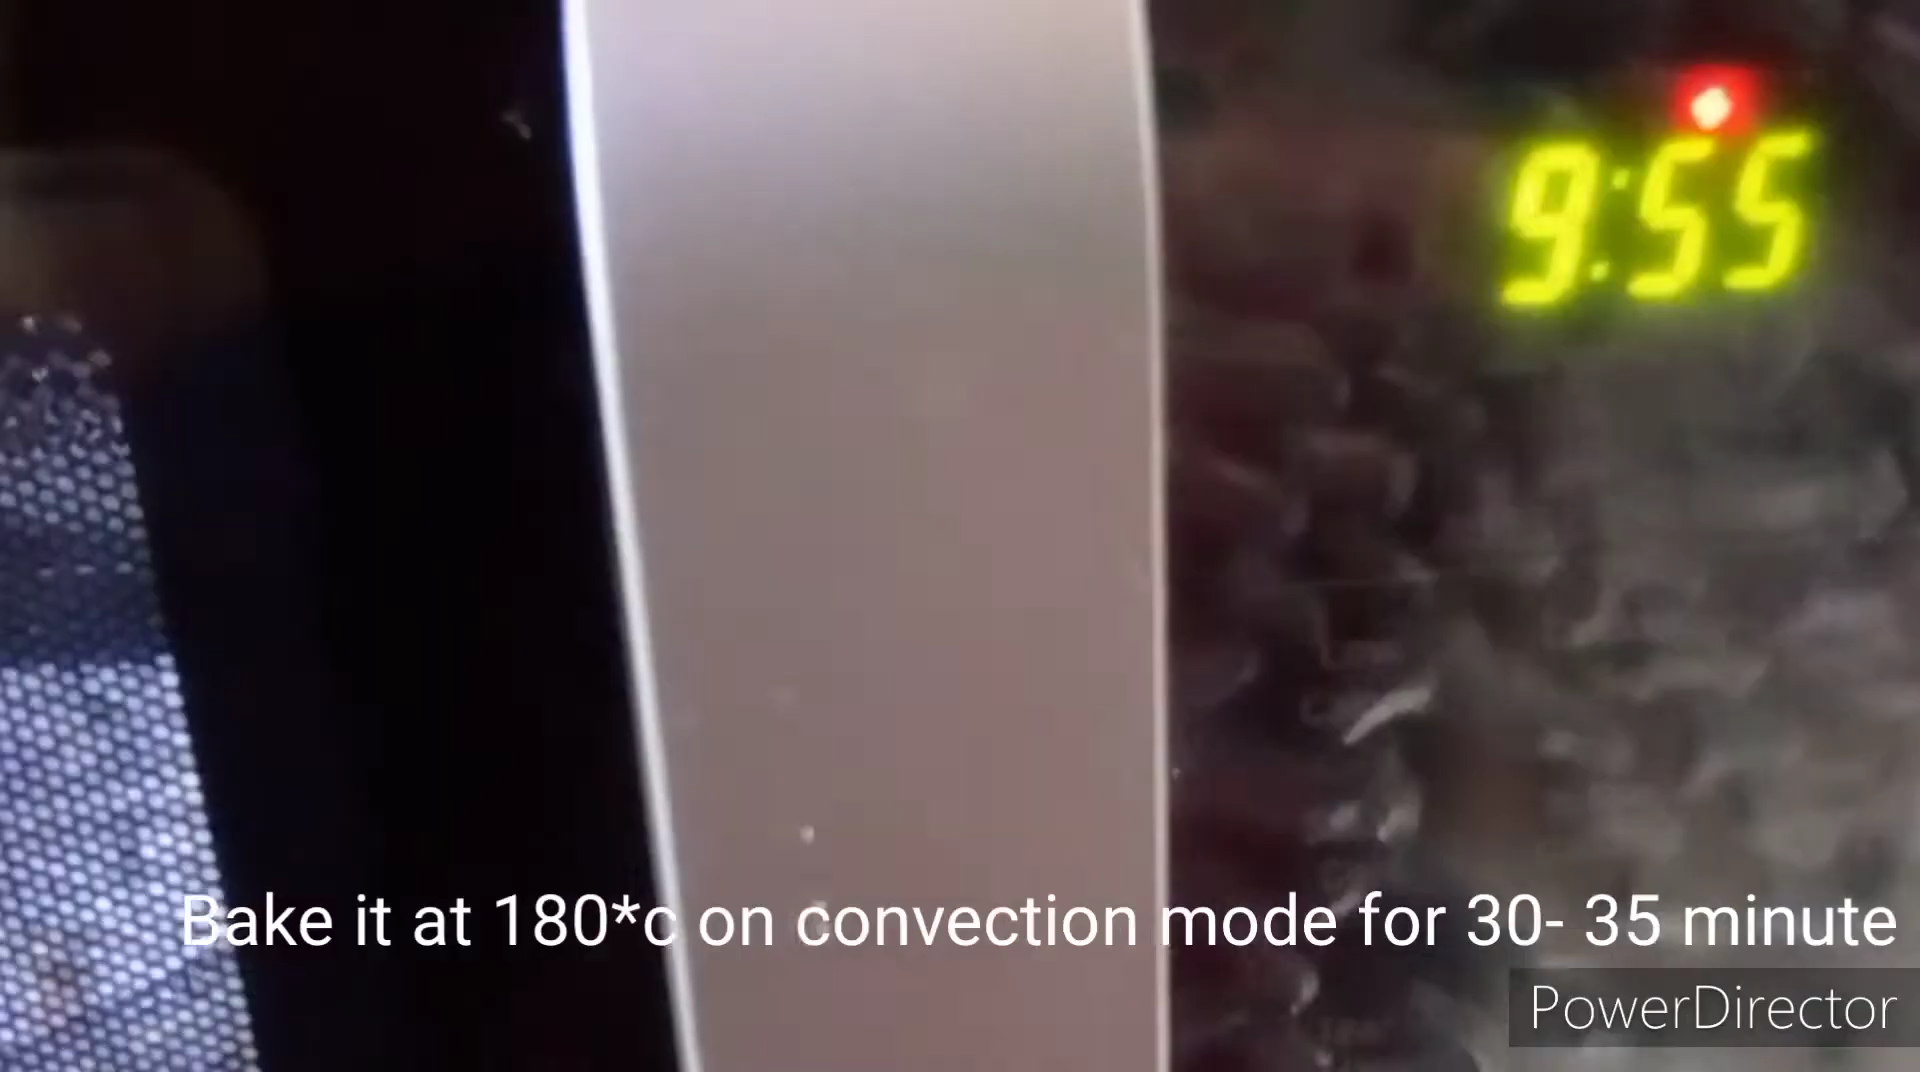 9:55
Bake it at 180*c on convection mode for 30- 35 minute
PowerDirector